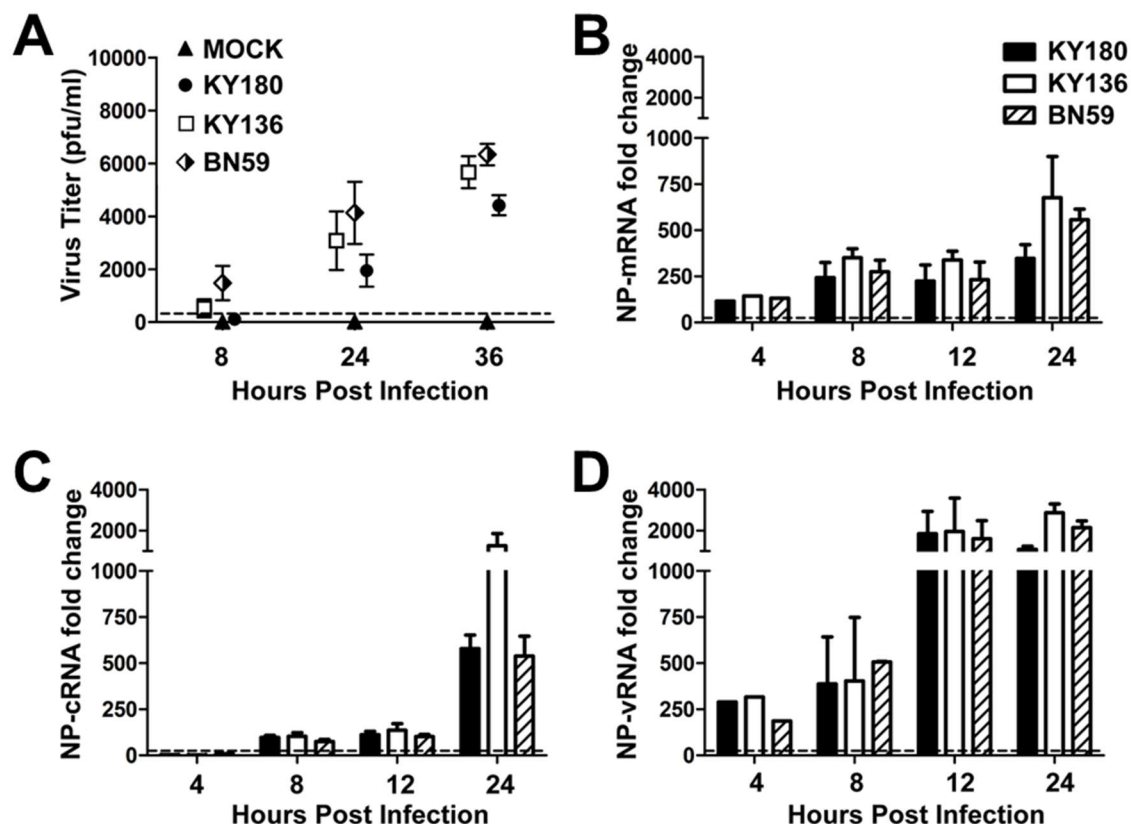 A
MOCK
KY180
KY136
BN59
Virus Titer (pfu/ml)
10000
8000
6000
4000
2000
0
8 24 36
Hours Post Infection
B
KY180
KY136
BN59
NP-mRNA fold change
4000
2000
1000
750
500
250
0
4 8 12 24
Hours Post Infection
C
NP-cRNA fold change
4000
2000
1000
750
500
250
0
4 8 12 24
Hours Post Infection
D
NP-vRNA fold change
4000
2000
1000
750
500
250
0
4 8 12 24
Hours Post Infection